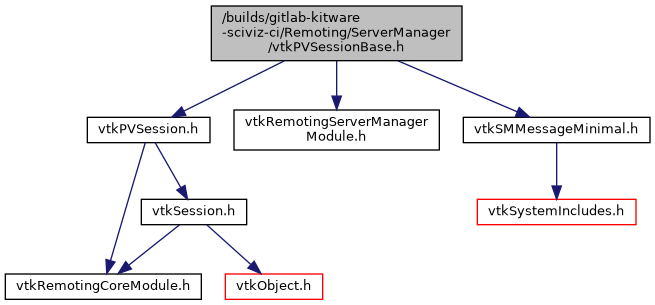 /builds/gitlab-kitware
-sciviz-ci/Remoting/ServerManager
/vtkPVSessionBase.h
vtkPVSession.h
vtkRemotingServerManager
Module.h
vtkSMMessageMinimal.h
vtkSession.h
vtkSystemIncludes.h
vtkRemotingCoreModule.h
vtkObject.h